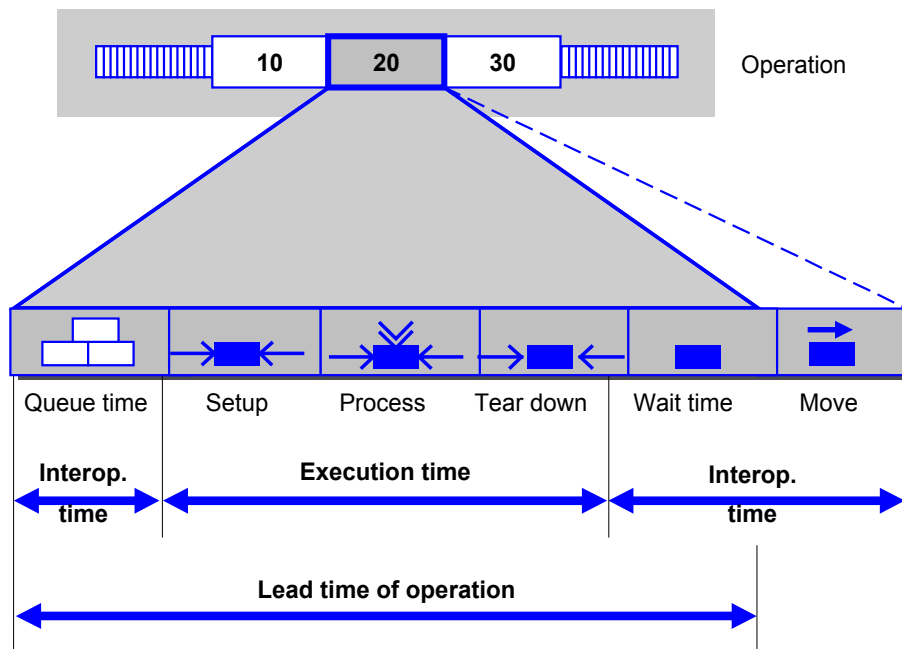 10 20 30
Operation
Queue time Setup Process Tear down Wait time Move
Interop.
time
Execution time
Interop.
time
Lead time of operation